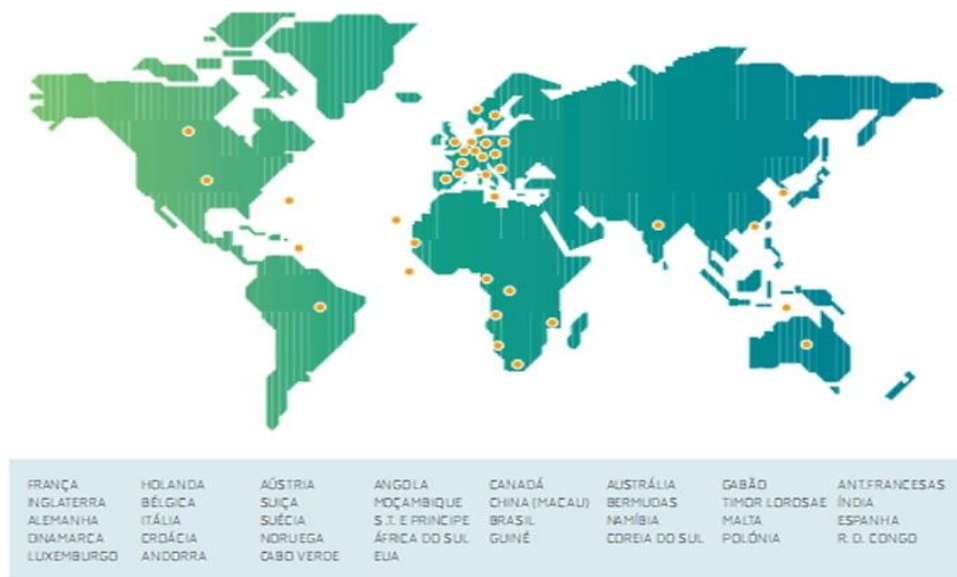 FRANÇA
INGLATERRA
ALEMANHA
DINAMARCA
LUXEMBURGO
HOLANDA
BÉLGICA
ITÁLIA
CROÁCIA
ANDORRA
AÚSTRIA
SUIÇA
SUÉCIA
NORUEGA
CABO VERDE
ANGOLA
MOÇAMBIQUE
S.T. E PRINCIPE
ÁFRICA DO SUL
EUA
CANADÁ
CHINA (MACAU)
BRASIL
GUINÉ
AUSTRÁLIA
BERMUDAS
NAMÍBIA
COREIA DO SUL
GABÃO
TIMOR LOROSAE
MALTA
POLÓNIA
ANT.FRANCESAS
ÍNDIA
ESPANHA
R. D. CONGO